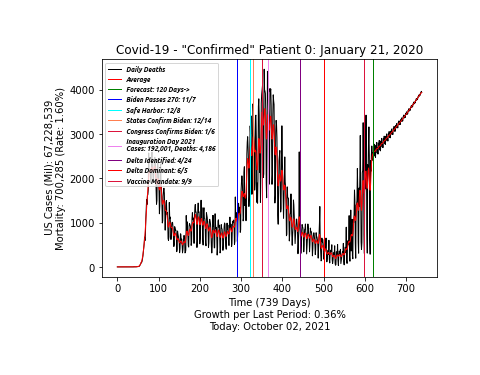 Covid-19 - "Confirmed" Patient 0: January 21, 2020
US Cases (Mil): 67,228,539
Mortality: 700,285 (Rate: 1.60%)
4000
3000
2000
1000
0
Daily Deaths
Average
Forecast: 120 Days->
Biden Passes 270: 11/7
Safe Harbor: 12/8
States Confirm Biden: 12/14
Congress Confirms Biden: 1/6
Inauguration Day 2021
Cases: 192,001, Deaths: 4,186
Delta Identified: 4/24
Delta Dominant: 6/5
Vaccine Mandate: 9/9
0 100 200 300 400 500 600 700
Time (739 Days)
Growth per Last Period: 0.36%
Today: October 02, 2021